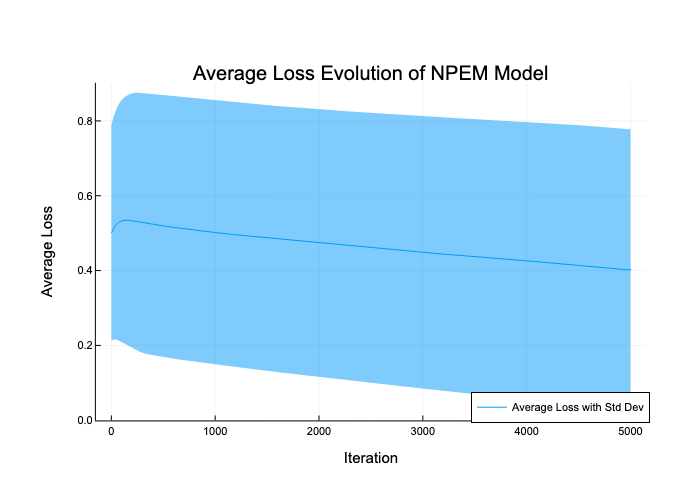 Average Loss Evolution of NPEM Model
Average Loss
0.8
0.6
0.4
0.2
0.0
Average Loss with Std Dev
0 1000 2000 3000 4000 5000
Iteration